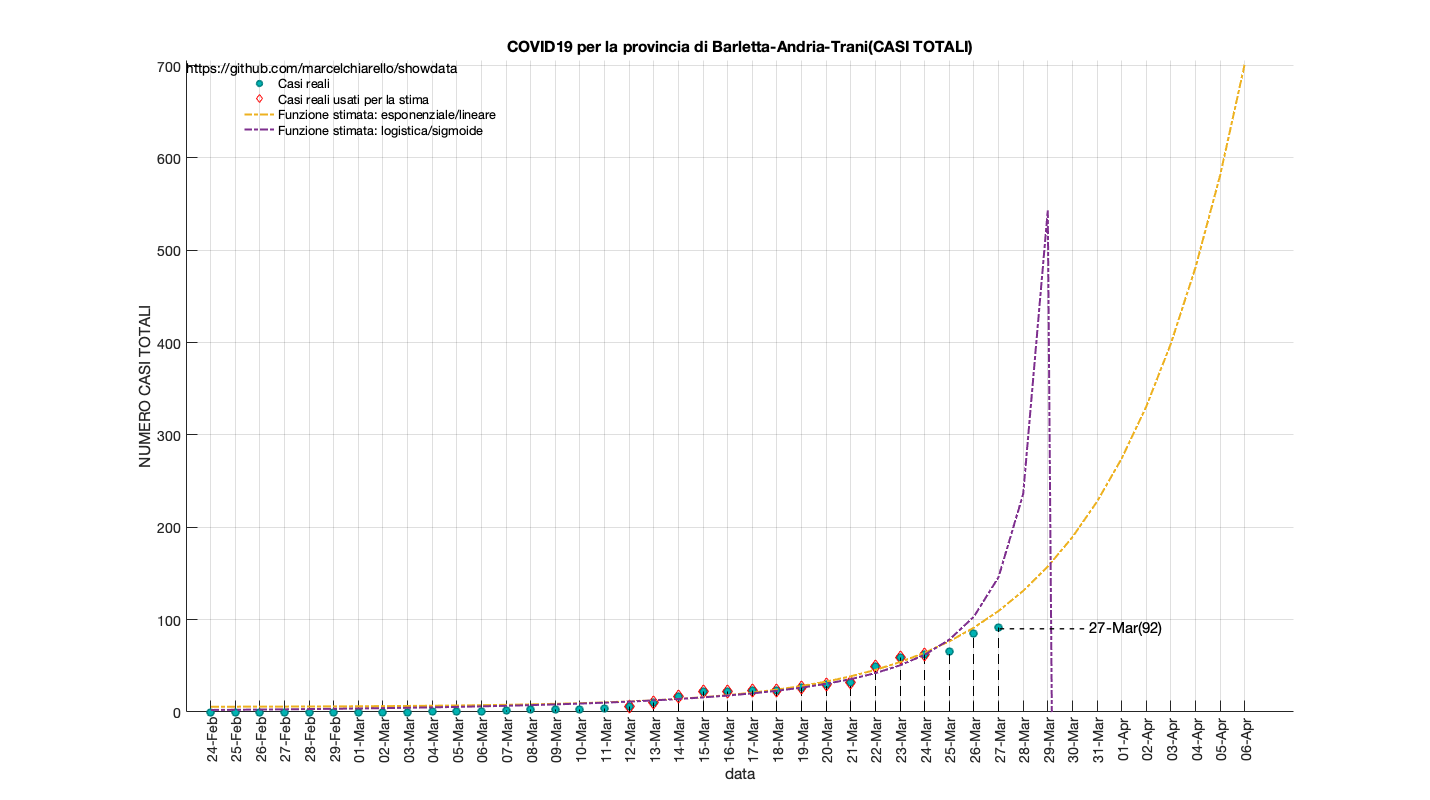 COVID19 per la provincia di Barletta-Andria-Trani(CASI TOTALI)
https://github.com/marcelchiarello/showdata
Casi reali
Casi reali usati per la stima
Funzione stimata: esponenziale/lineare
Funzione stimata: logistica/sigmoide
NUMERO CASI TOTALI
700
600
500
400
300
200
100
0
27-Mar(92)
24-Feb
25-Feb
26-Feb
27-Feb
28-Feb
29-Feb
01-Mar
02-Mar
03-Mar
04-Mar
05-Mar
06-Mar
07-Mar
08-Mar
09-Mar
10-Mar
11-Mar
12-Mar
13-Mar
14-Mar
15-Mar
16-Mar
17-Mar
18-Mar
19-Mar
20-Mar
21-Mar
22-Mar
23-Mar
24-Mar
25-Mar
26-Mar
27-Mar
28-Mar
29-Mar
30-Mar
31-Mar
01-Apr
02-Apr
03-Apr
04-Apr
05-Apr
06-Apr
data